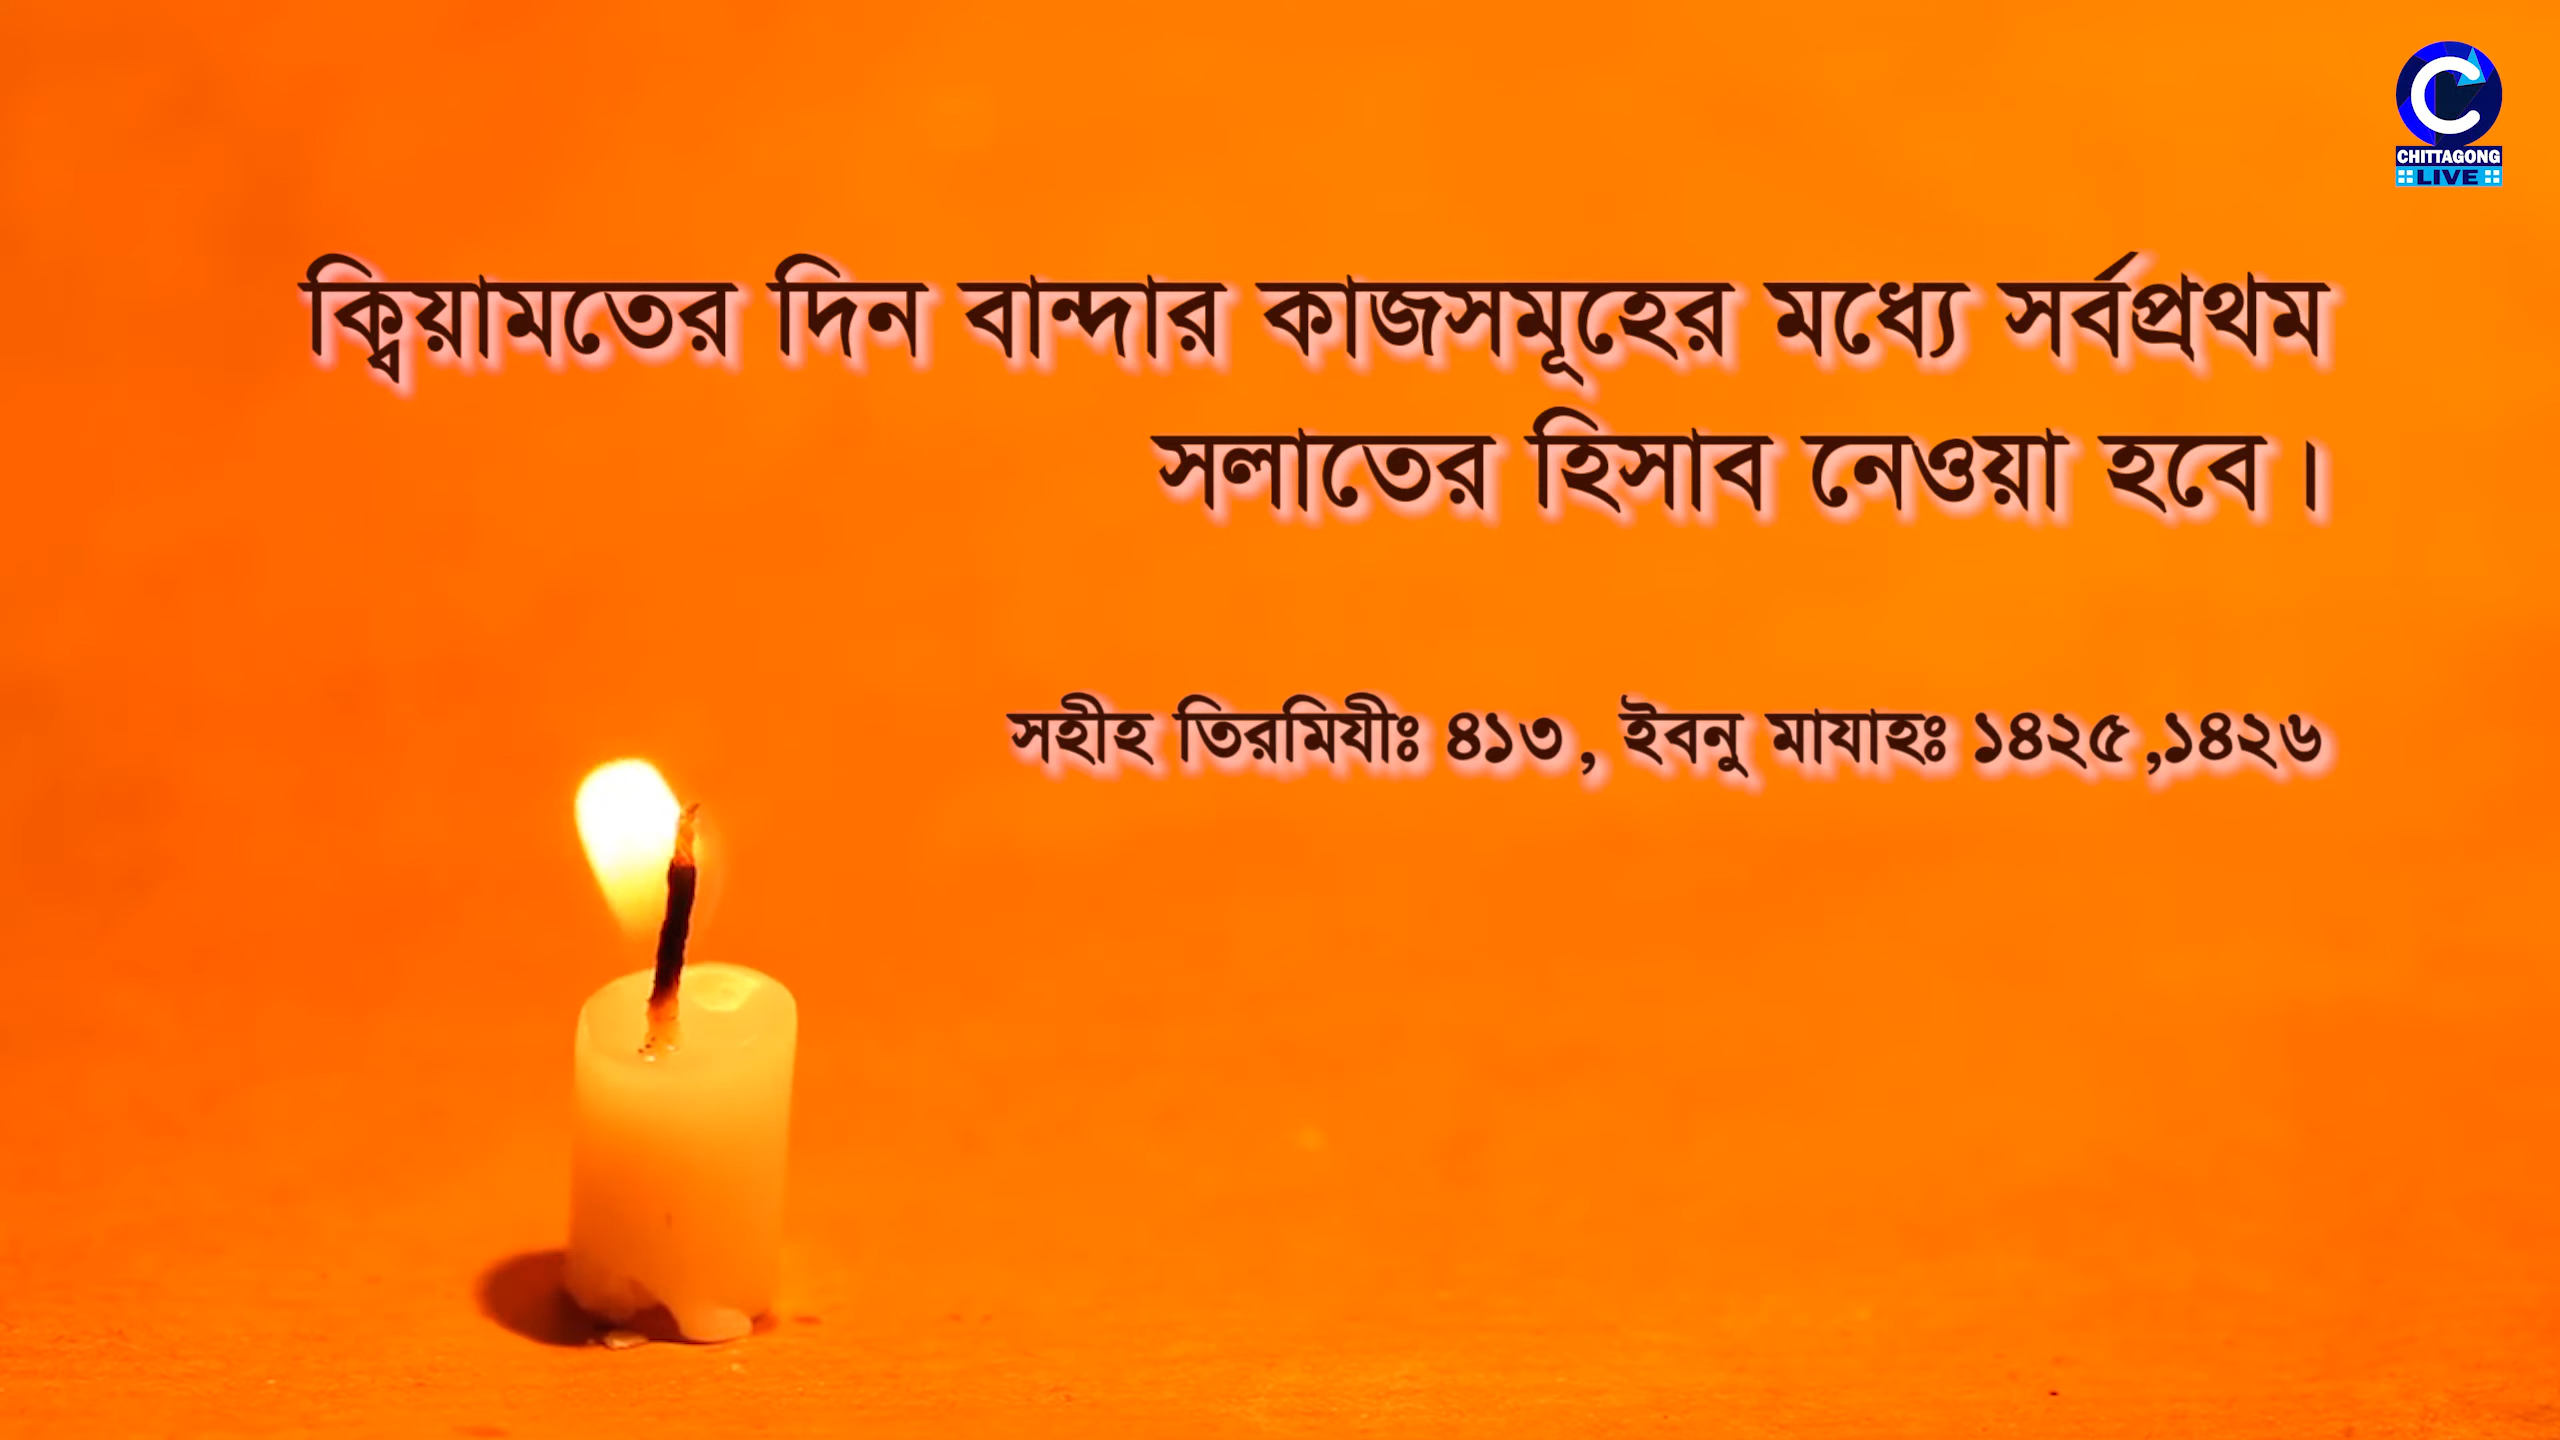 CHITTAGONG
LIVE
ক্বিয়ামতের দিন বান্দার কাজসমূহের মধ্যে সর্বপ্রথম
সলাতের হিসাব নেওয়া হবে।
সহীহ তিরমিযীঃ ৪১৩, ইবনু মাযাহঃ ১৪২৫,১৪২৬